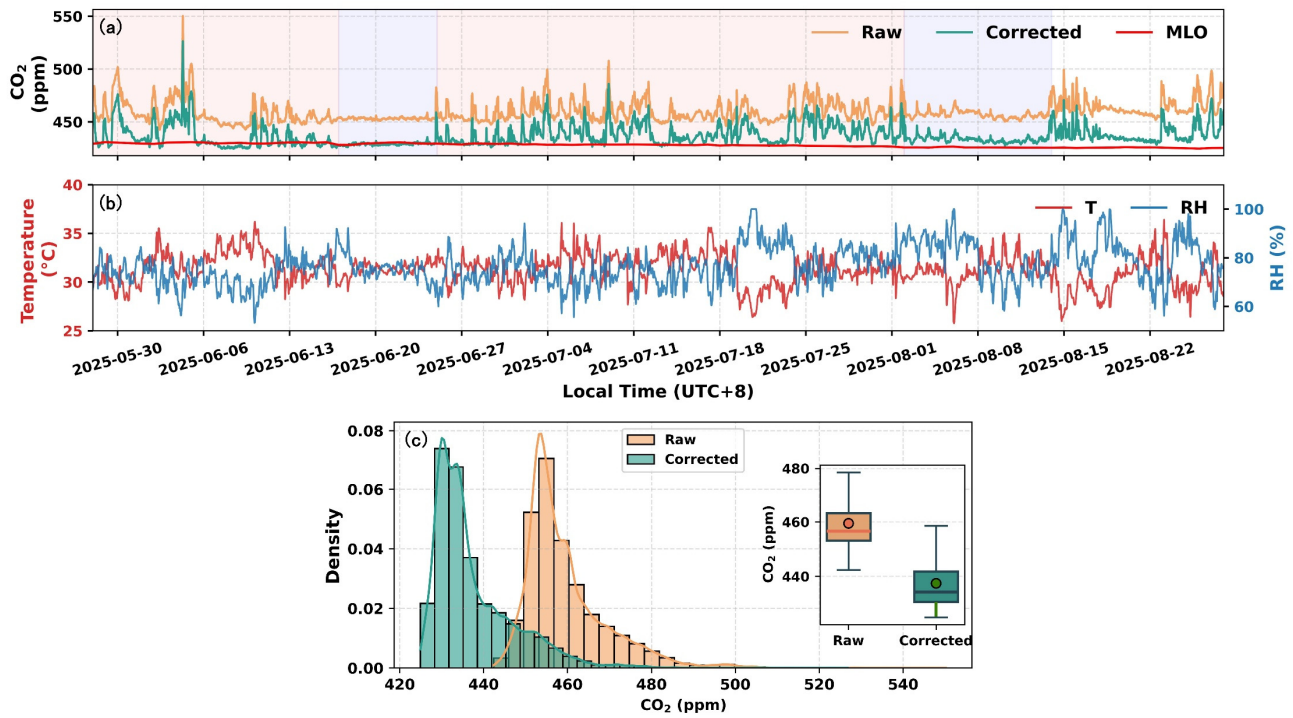 (a)
Raw Corrected MLO
550
500
450
CO₂
(ppm)
(b)
T RH
40
35
30
25
Temperature
(°C)
100
80
60
RH (%)
2025-05-30 2025-06-06 2025-06-13 2025-06-20 2025-06-27 2025-07-04 2025-07-11 2025-07-18 2025-07-25 2025-08-01 2025-08-08 2025-08-15 2025-08-22
Local Time (UTC+8)
(c)
Raw
Corrected
0.08
0.06
0.04
0.02
0.00
Density
420 440 460 480 500 520 540
CO₂ (ppm)
480
460
440
CO₂ (ppm)
Raw Corrected